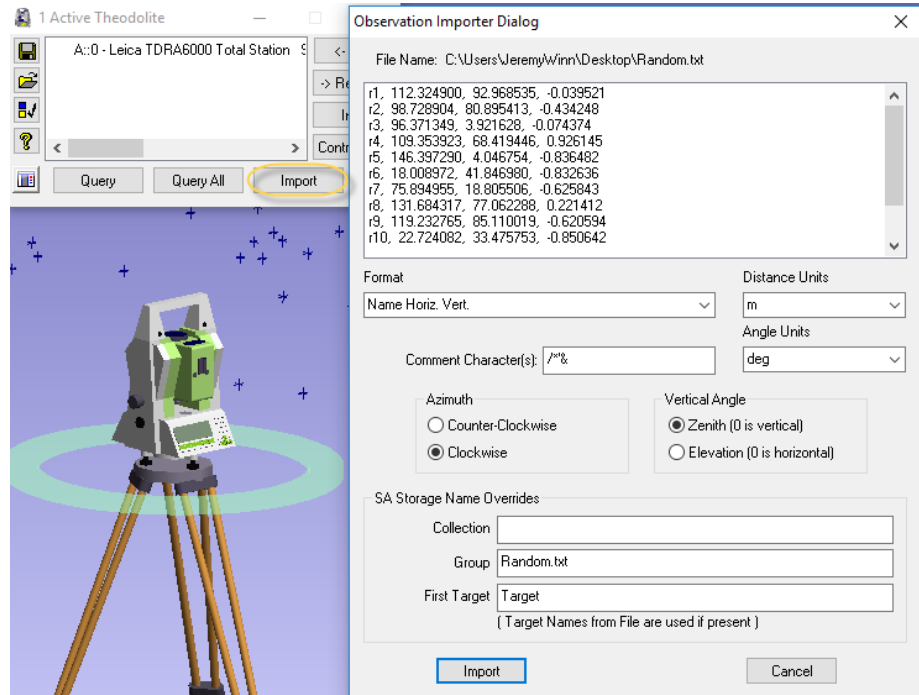 1 Active Theodolite
A::0 - Leica TDRA6000 Total Station
Query
Query All
Import
Observation Importer Dialog
File Name: C:\Users\JeremyWinn\Desktop\Random.txt
r1, 112.324900, 92.968535, -0.039521
r2, 98.728904, 80.895413, -0.434248
r3, 96.371349, 3.921628, -0.074374
r4, 109.353923, 68.419446, 0.926145
r5, 146.397290, 4.046754, -0.836482
r6, 18.008972, 41.846980, -0.832636
r7, 75.894955, 18.805506, -0.625843
r8, 131.684317, 77.062288, 0.221412
r9, 119.232765, 85.110019, -0.620594
r10, 22.724082, 33.475753, -0.850642
Format
Distance Units
Name Horiz. Vert.
m
Angle Units
Comment Character(s): /*'&
deg
Azimuth
Counter-Clockwise
Clockwise
Vertical Angle
Zenith (0 is vertical)
Elevation (0 is horizontal)
SA Storage Name Overrides
Collection
Group Random.txt
First Target Target
( Target Names from File are used if present )
Import
Cancel